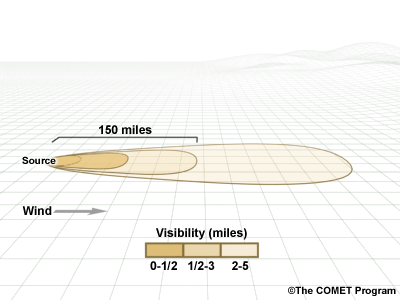 150 miles
Source
Wind
Visibility (miles)
0-1/2 1/2-3 2-5
©The COMET Program